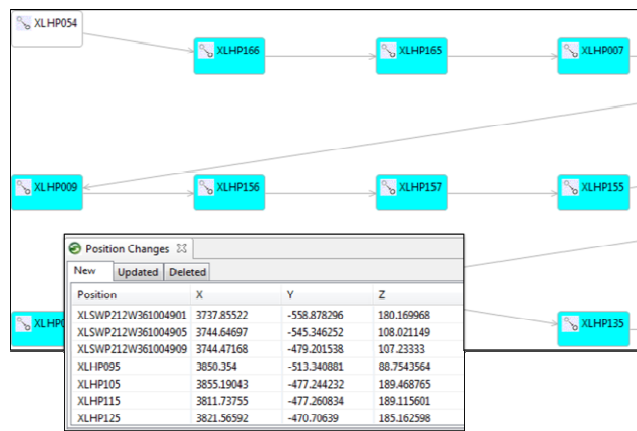 XLHP054
XLHP166 XLHP165 XLHP007
XLHP009 XLHP156 XLHP157 XLHP155
Position Changes
New Updated Deleted
Position X Y Z
XLSWP212W361004901 3737.85522 -558.878296 180.169968
XLSWP212W361004905 3744.64697 -545.346252 108.021149
XLSWP212W361004909 3744.47168 -479.201538 107.23333
XLHP095 3850.354 -513.340881 88.7543564
XLHP105 3855.19043 -477.244232 189.468765
XLHP115 3811.73755 -477.260834 189.115601
XLHP125 3821.56592 -470.70639 185.162598
XLHP135